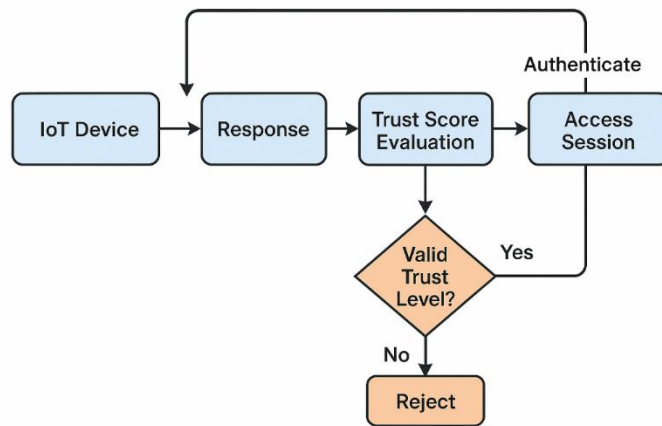 Authenticate
IoT Device
Response
Trust Score
Evaluation
Access
Session
Valid
Trust
Level?
Yes
No
Reject